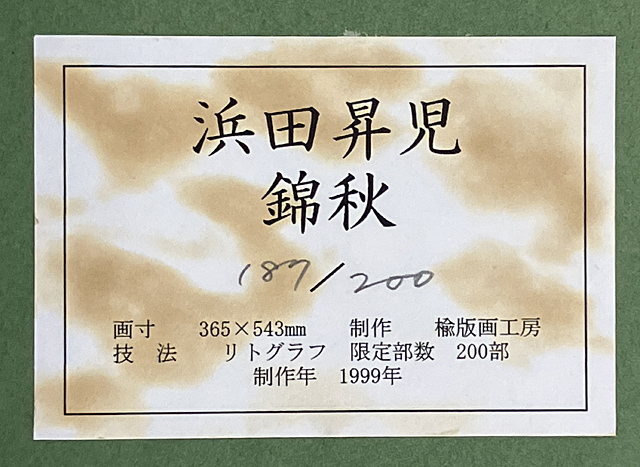 浜田昇児
錦秋
187/200
画寸 365×543mm 制作 楡版画工房
技法 リトグラフ 限定部数 200部
制作年 1999年